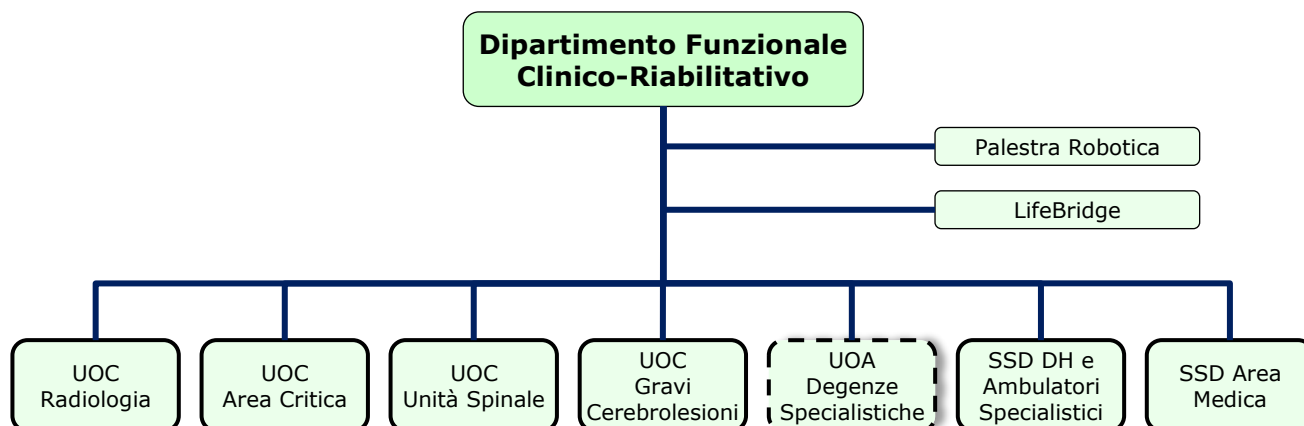 Dipartimento Funzionale
Clinico-Riabilitativo
Palestra Robotica
LifeBridge
UOC
Radiologia
UOC
Area Critica
UOC
Unità Spinale
UOC
Gravi
Cerebrolesioni
UOA
Degenze
Specialistiche
SSD DH e
Ambulatori
Specialistici
SSD Area
Medica